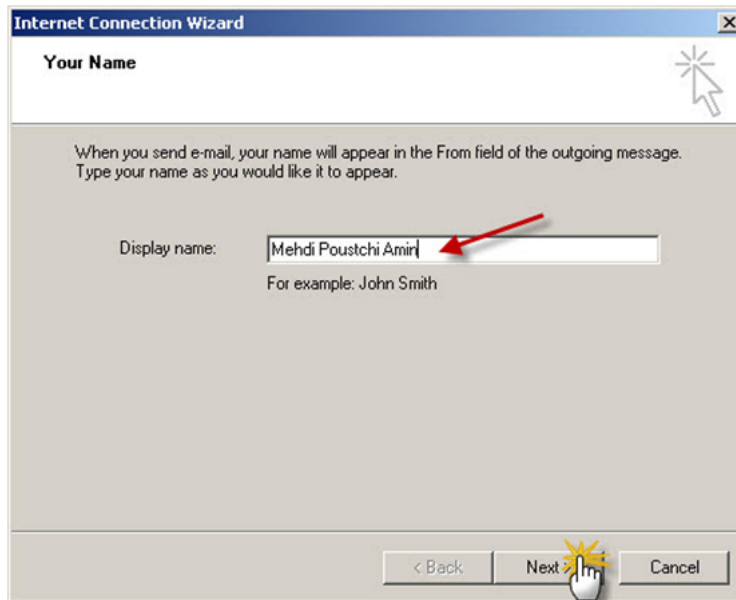 Internet Connection Wizard
Your Name
When you send e-mail, your name will appear in the From field of the outgoing message.
Type your name as you would like it to appear.
Display name: Mehdi Poustchi Amin
For example: John Smith
< Back Next > Cancel